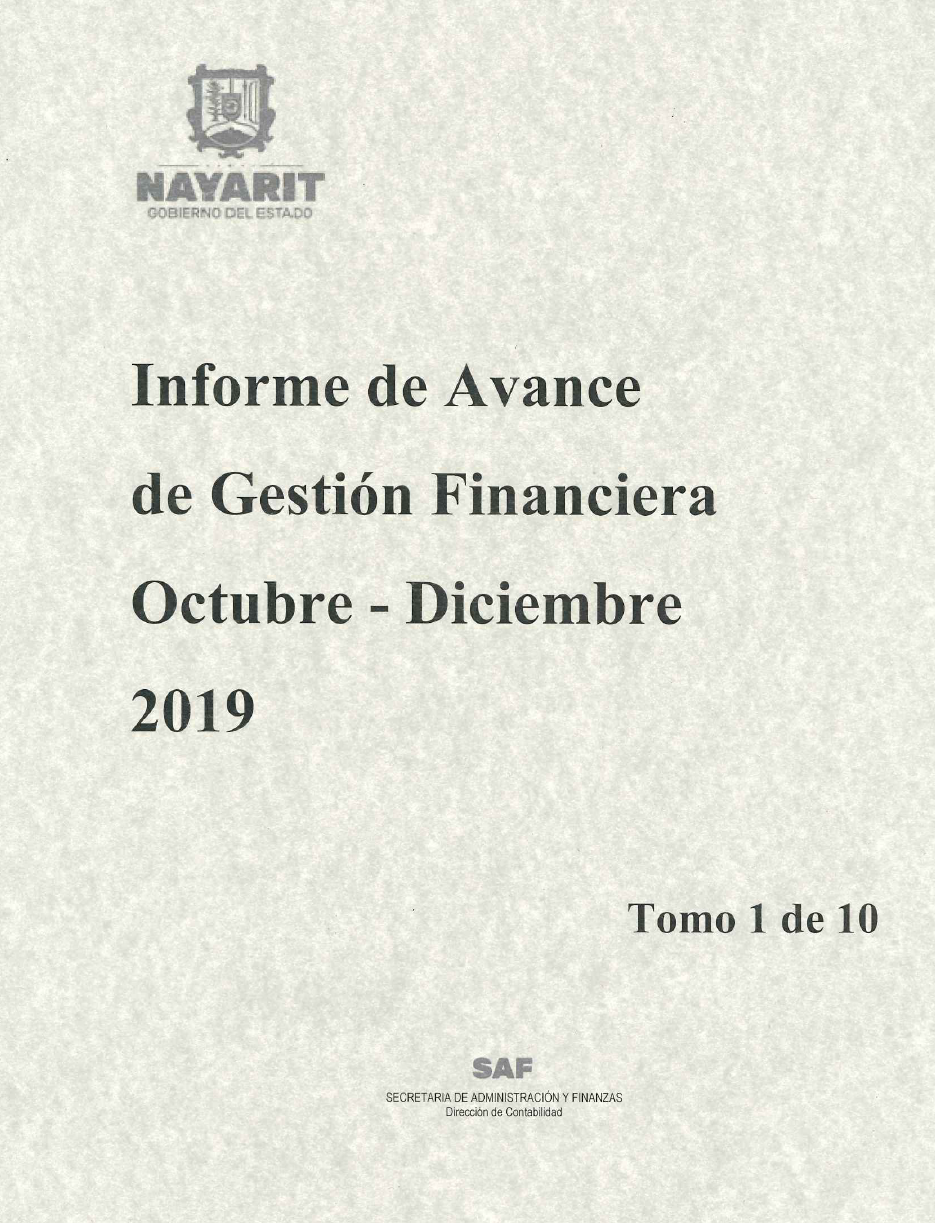 NAYARIT
GOBIERNO DEL ESTADO
Informe de Avance
de Gestión Financiera
Octubre - Diciembre
2019
Tomo 1 de 10
SAF
SECRETARIA DE ADMINISTRACIÓN Y FINANZAS
Dirección de Contabilidad